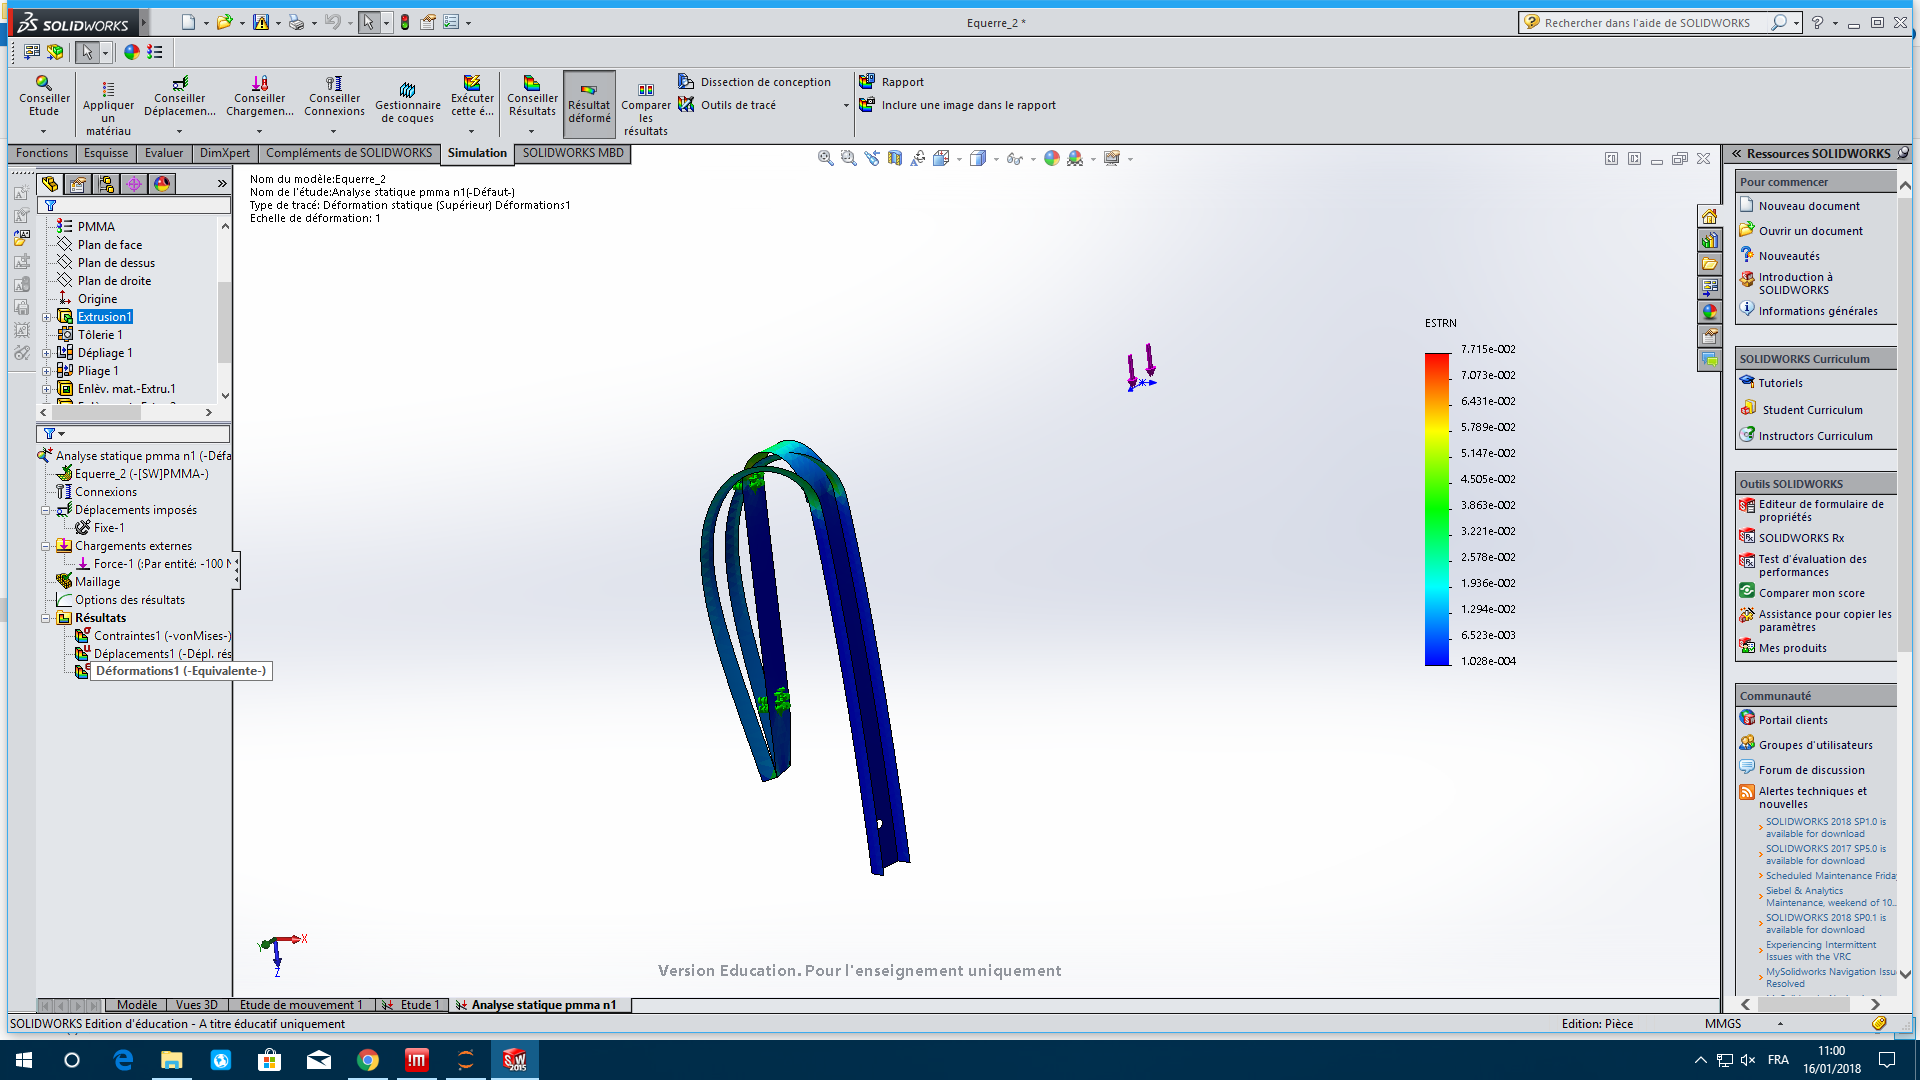 SOLIDWORKS
Equerre_2 *
Rechercher dans l'aide de SOLIDWORKS
Conseiller Etude
Appliquer un matériau
Conseiller Déplacemen...
Conseiller Chargemen...
Conseiller Connexions
Gestionnaire de coques
Exécuter cette é...
Conseiller Résultats
Résultat déformé
Comparer les résultats
Dissection de conception
Outils de tracé
Rapport
Inclure une image dans le rapport
Fonctions
Esquisse
Evaluer
DimXpert
Compléments de SOLIDWORKS
Simulation
SOLIDWORKS MBD
PMMA
Plan de face
Plan de dessus
Plan de droite
Origine
Extrusion1
Tôlerie 1
Dépliage 1
Pliage 1
Enlèv. mat.-Extru.1
Analyse statique pmma n1 (-Défa
Equerre_2 (-[SW]PMMA-)
Connexions
Déplacements imposés
Fixe-1
Chargements externes
Force-1 (:Par entité: -100 N
Maillage
Options des résultats
Résultats
Contraintes1 (-vonMises-)
Déplacements1 (-Dépl. rés
Déformations1 (-Equivalente-)
Nom du modèle:Equerre_2
Nom de l'étude:Analyse statique pmma n1(-Défaut-)
Type de tracé: Déformation statique (Supérieur) Déformations1
Echelle de déformation: 1
ESTRN
7.715e-002
7.073e-002
6.431e-002
5.789e-002
5.147e-002
4.505e-002
3.863e-002
3.221e-002
2.578e-002
1.936e-002
1.294e-002
6.523e-003
1.028e-004
X
Y
Z
Version Education. Pour l'enseignement uniquement
Ressources SOLIDWORKS
Pour commencer
Nouveau document
Ouvrir un document
Nouveautés
Introduction à
SOLIDWORKS
Informations générales
SOLIDWORKS Curriculum
Tutoriels
Student Curriculum
Instructors Curriculum
Outils SOLIDWORKS
Editeur de formulaire de
propriétés
SOLIDWORKS Rx
Test d'évaluation des
performances
Comparer mon score
Assistance pour copier les
paramètres
Mes produits
Communauté
Portail clients
Groupes d'utilisateurs
Forum de discussion
Alertes techniques et
nouvelles
SOLIDWORKS 2018 SP1.0 is
available for download
SOLIDWORKS 2017 SP5.0 is
available for download
Scheduled Maintenance Friday
Siebel & Analytics
Maintenance, weekend of 10...
SOLIDWORKS 2018 SP0.1 is
available for download
Experiencing Intermittent
Issues with the VRC
MySolidworks Navigation Issu
Resolved
Modèle
Vues 3D
Etude de mouvement 1
Etude 1
Analyse statique pmma n1
SOLIDWORKS Edition d'éducation - A titre éducatif uniquement
Edition: Pièce
MMGS
FRA
11:00
16/01/2018